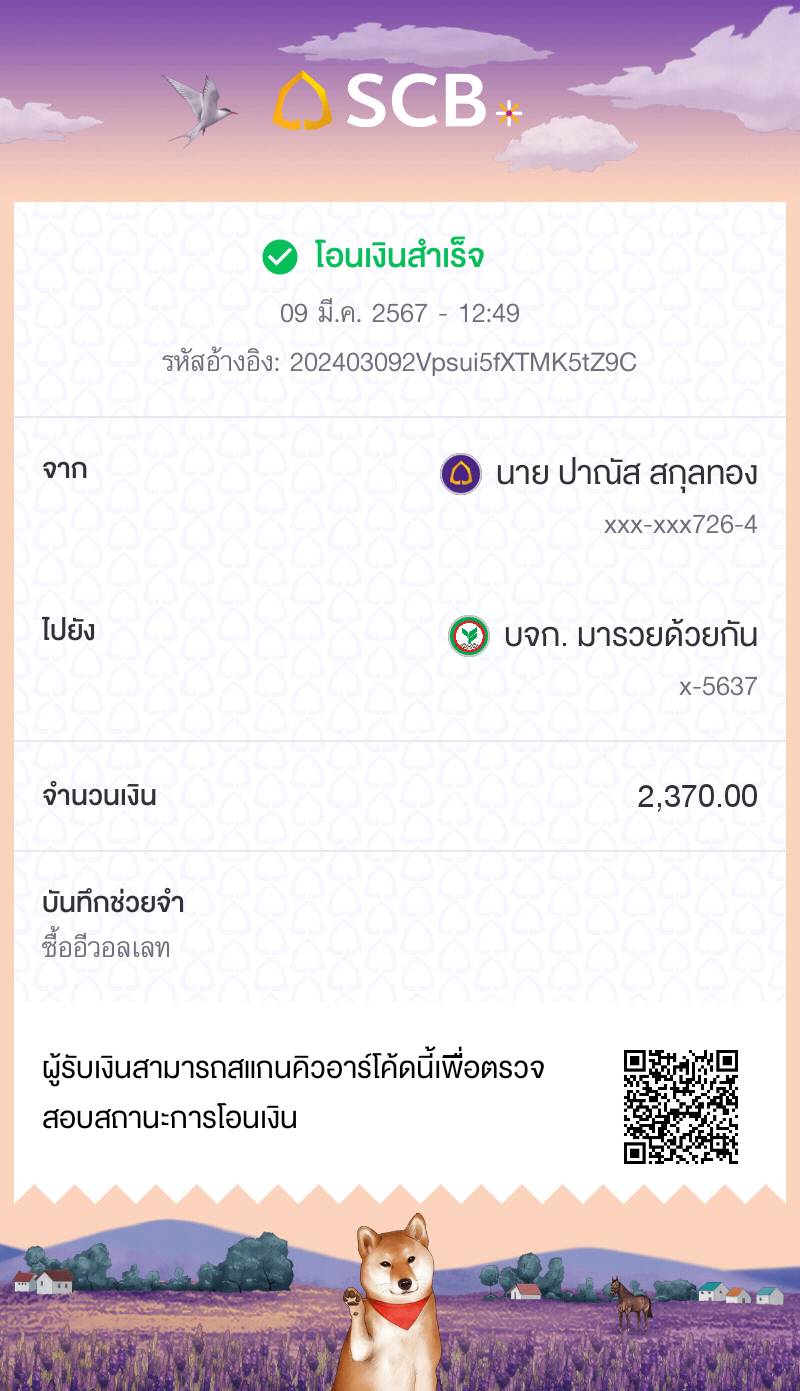 SCB
โอนเงินสำเร็จ
09 มี.ค. 2567 - 12:49
รหัสอ้างอิง: 202403092Vpsui5fXTMK5tZ9C
จาก
นาย ปาณัส สกุลทอง
xxx-xxx726-4
ไปยัง
บจก. มารวยด้วยกัน
x-5637
จำนวนเงิน
2,370.00
บันทึกช่วยจำ
ซื้ออีวอลเลท
ผู้รับเงินสามารถสแกนคิวอาร์โค้ดนี้เพื่อตรวจ
สอบสถานะการโอนเงิน